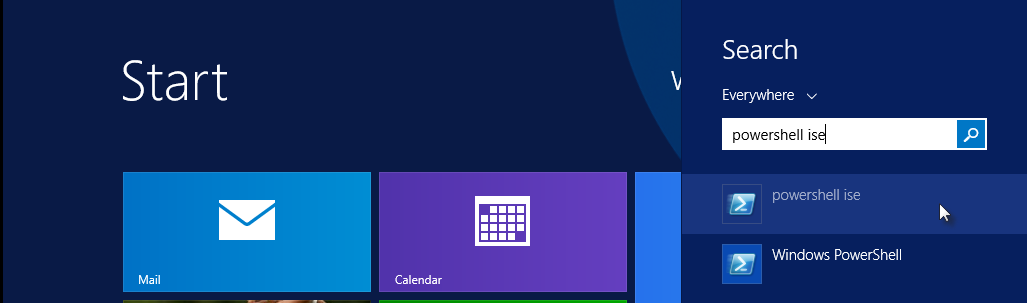 Start
Mail
Calendar
Search
Everywhere
powershell ise
powershell ise
Windows PowerShell